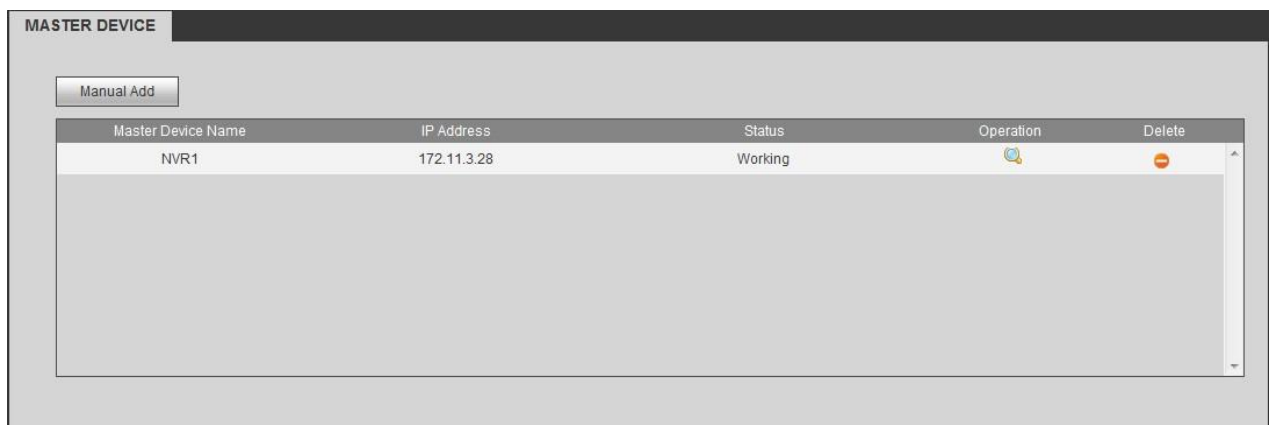 MASTER DEVICE
Manual Add
Master Device Name IP Address Status Operation Delete
NVR1 172.11.3.28 Working